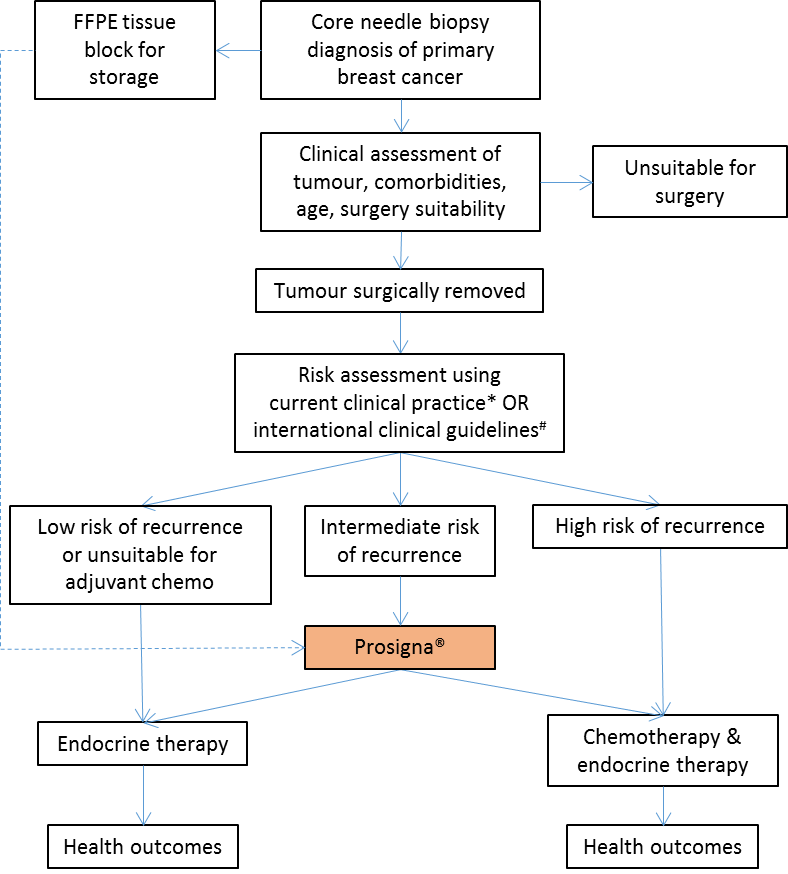 FFPE tissue
block for
storage
Core needle biopsy
diagnosis of primary
breast cancer
Clinical assessment of
tumour, comorbidities,
age, surgery suitability
Unsuitable for
surgery
Tumour surgically removed
Risk assessment using
current clinical practice* OR
international clinical guidelines#
Low risk of recurrence
or unsuitable for
adjuvant chemo
Intermediate risk
of recurrence
High risk of recurrence
Prosigna®
Endocrine therapy
Chemotherapy &
endocrine therapy
Health outcomes
Health outcomes